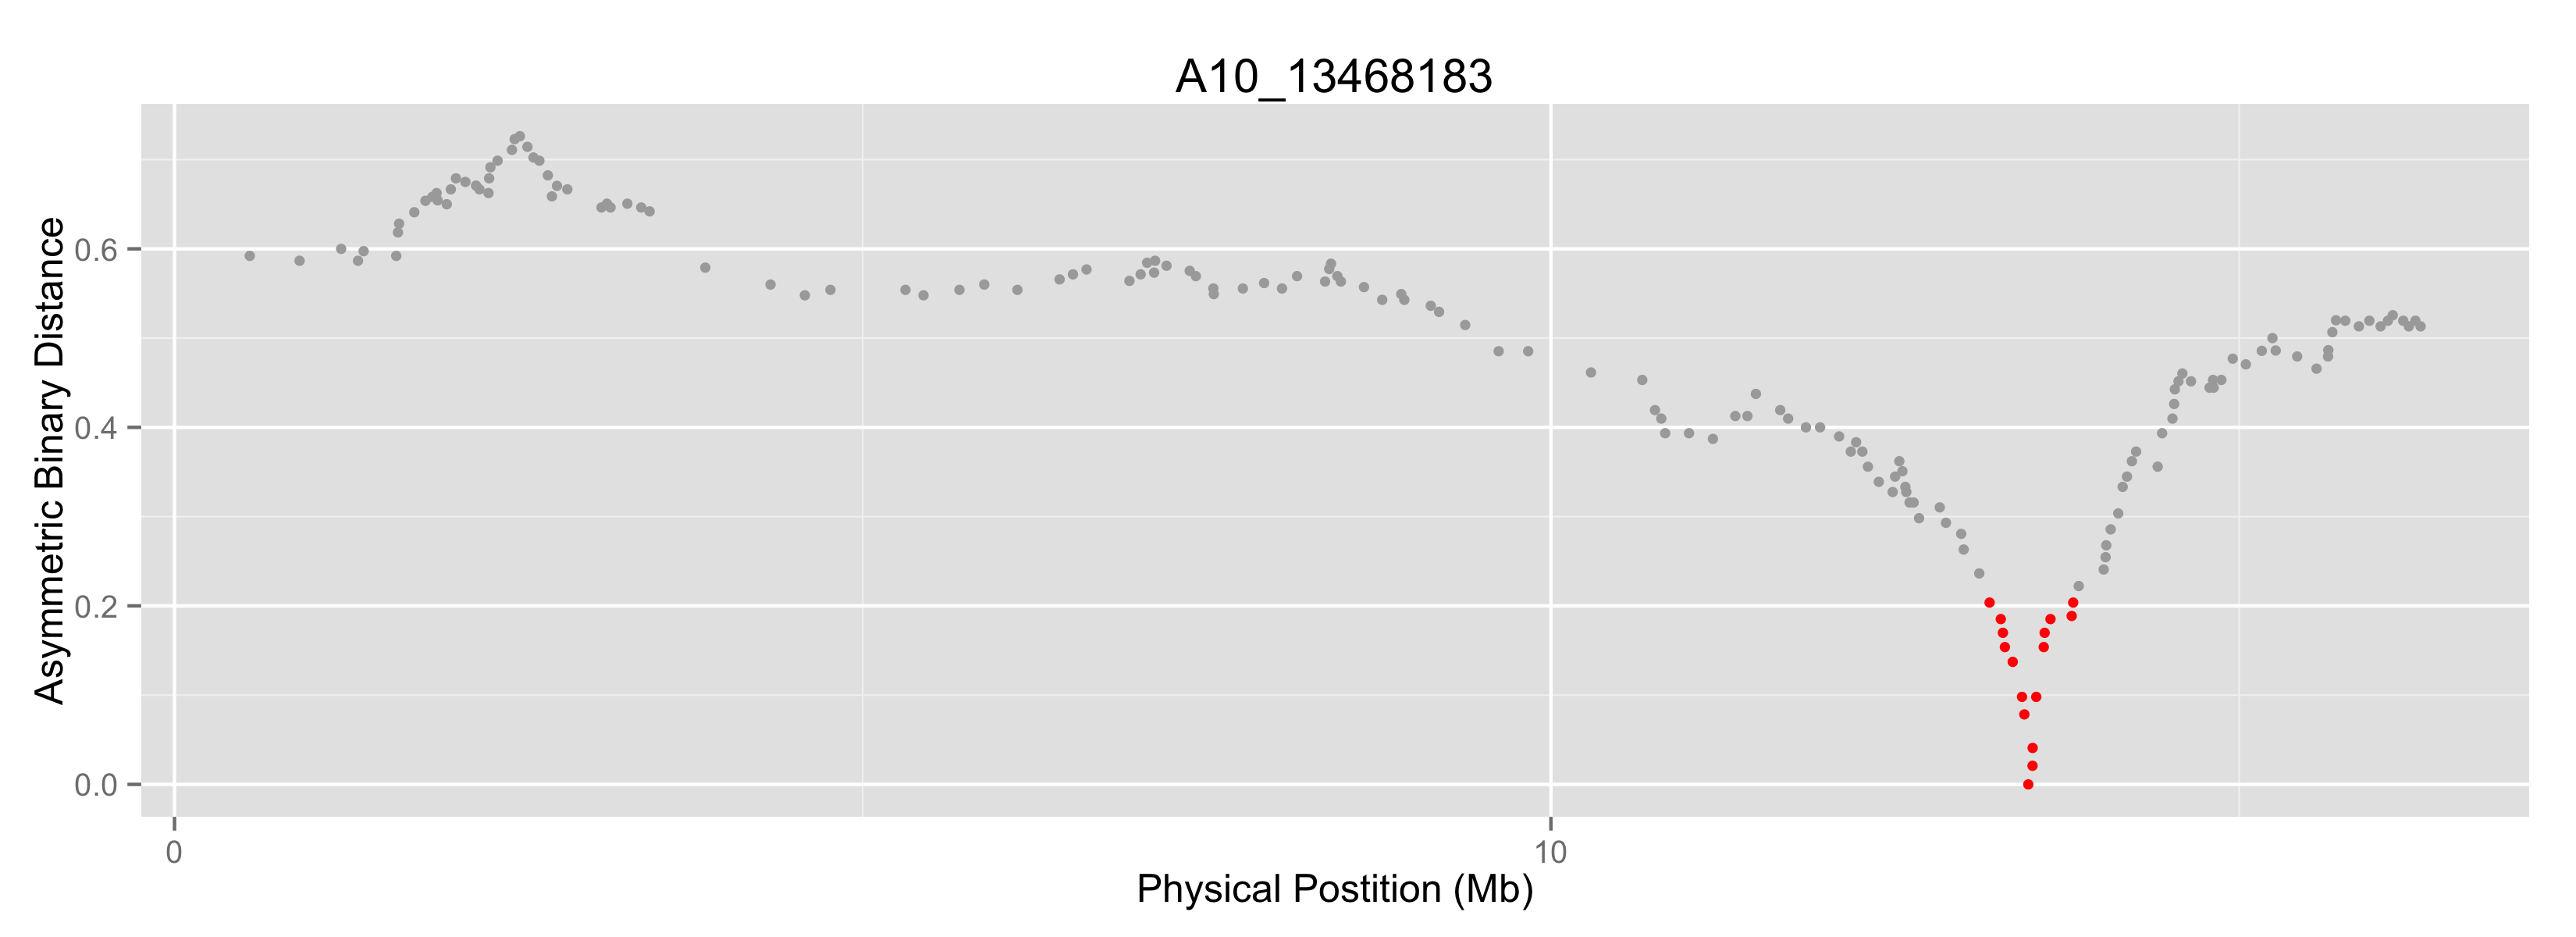 A10_13468183
Asymmetric Binary Distance
0.6
0.4
0.2
0.0
0
10
Physical Postition (Mb)